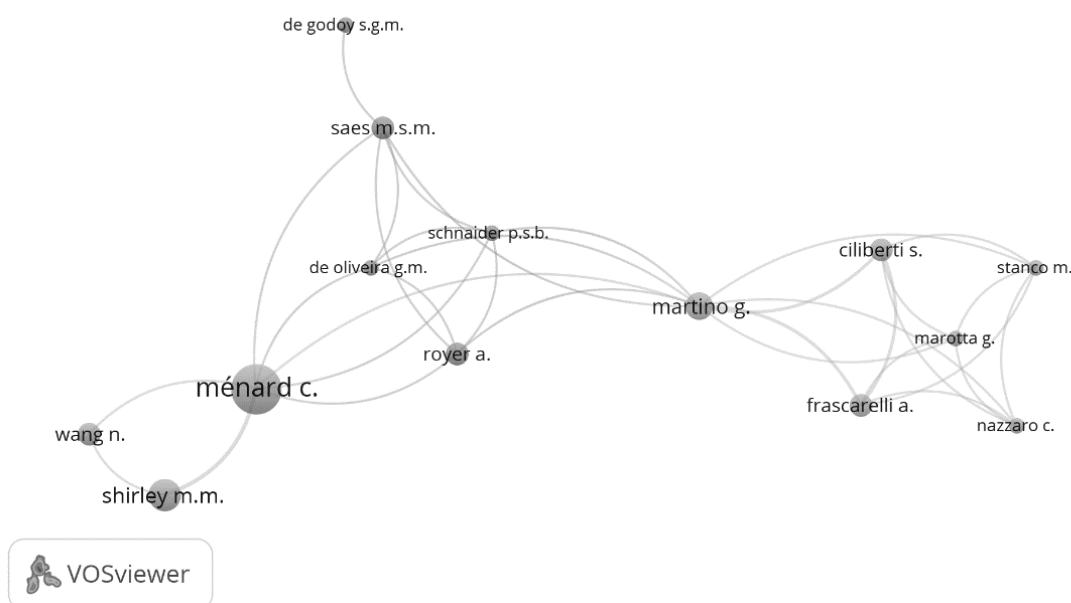 de godoy s.g.m.
saes m.s.m.
schnaider p.s.b.
ciliberti s.
de oliveira g.m.
stanco m.
martino g.
marotta g.
royer a.
ménard c.
frascarelli a.
nazzaro c.
wang n.
shirley m.m.
VOSviewer